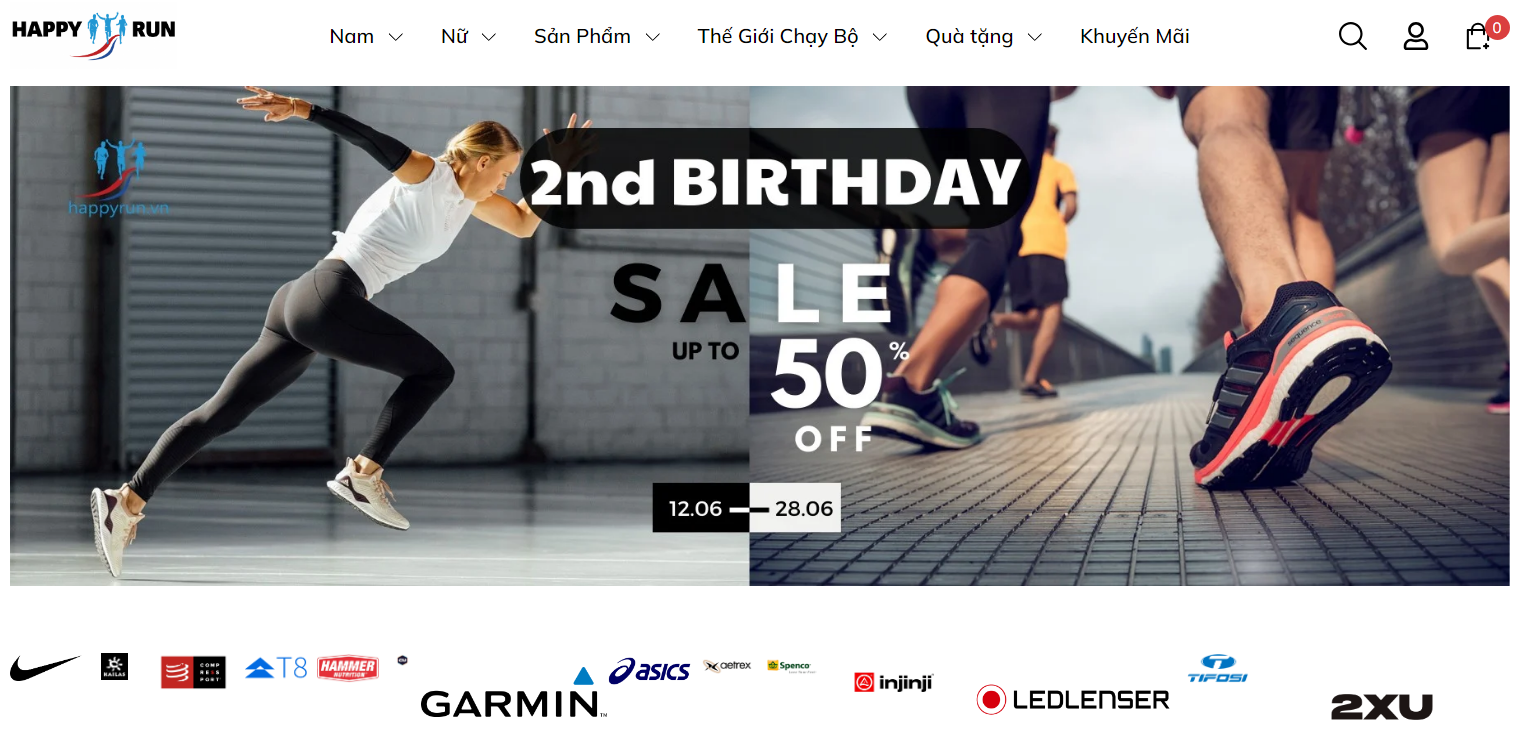 HAPPY RUN
Nam
Nữ
Sản Phẩm
Thế Giới Chạy Bộ
Quà tặng
Khuyến Mãi
0
happyrun.vn
2nd BIRTHDAY
SALE
UP TO
50%
OFF
12.06 — 28.06
sequence
KAILAS
COMPRESSPORT
T8
HAMMER
NUTRITION
GARMIN™
asics
aetrex
Spenco
injinji
LEDLENSER
TIFOSI
2XU